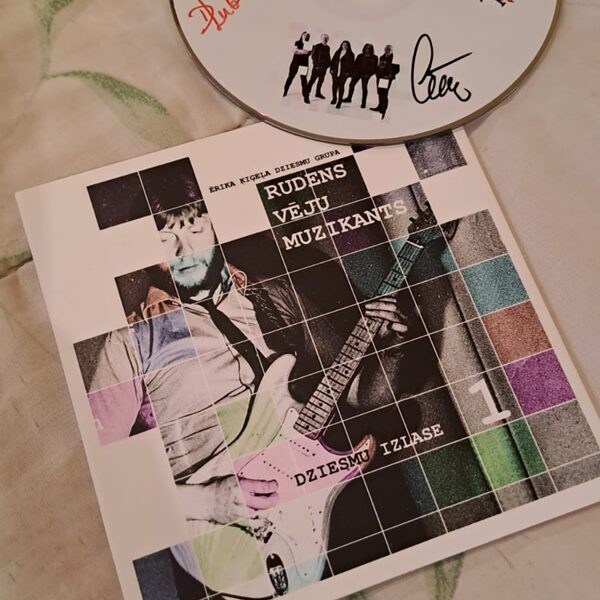 ĒRIKA ĶIĢEĻA DZIESMU GRUPA
RUDENS
VĒJU
MUZIKANTS
DZIESMU IZLASE 1